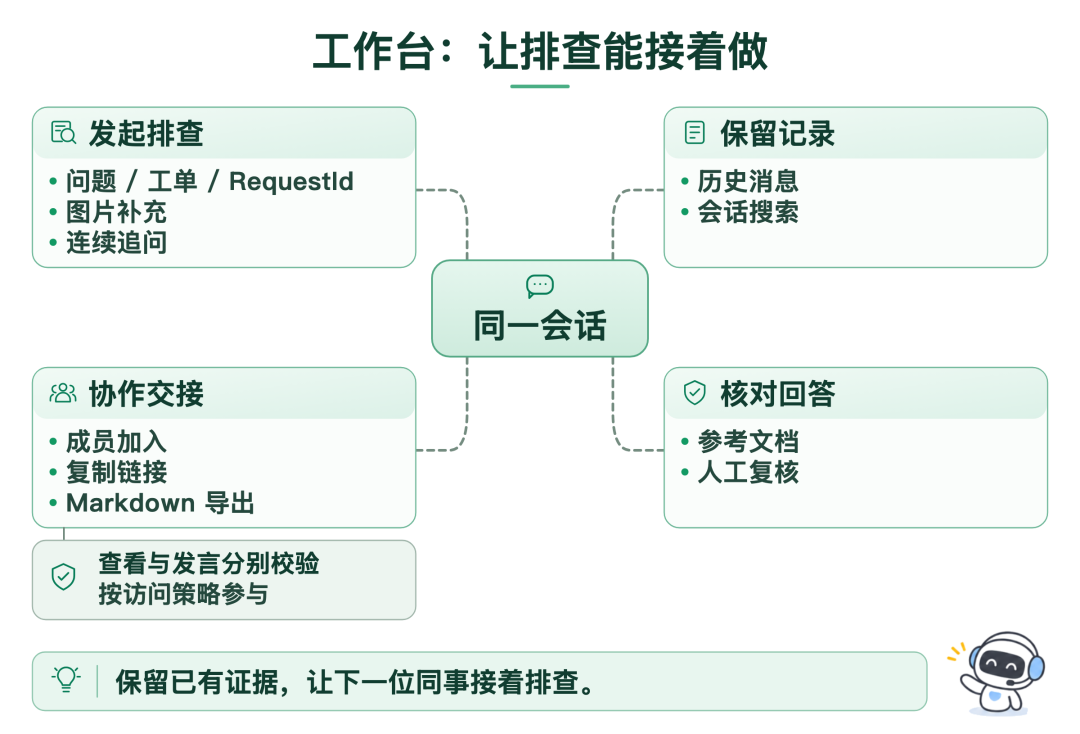 工作台：让排查能接着做
发起排查
• 问题 / 工单 / RequestId
• 图片补充
• 连续追问
保留记录
• 历史消息
• 会话搜索
同一会话
协作交接
• 成员加入
• 复制链接
• Markdown 导出
核对回答
• 参考文档
• 人工复核
查看与发言分别校验
按访问策略参与
保留已有证据，让下一位同事接着排查。